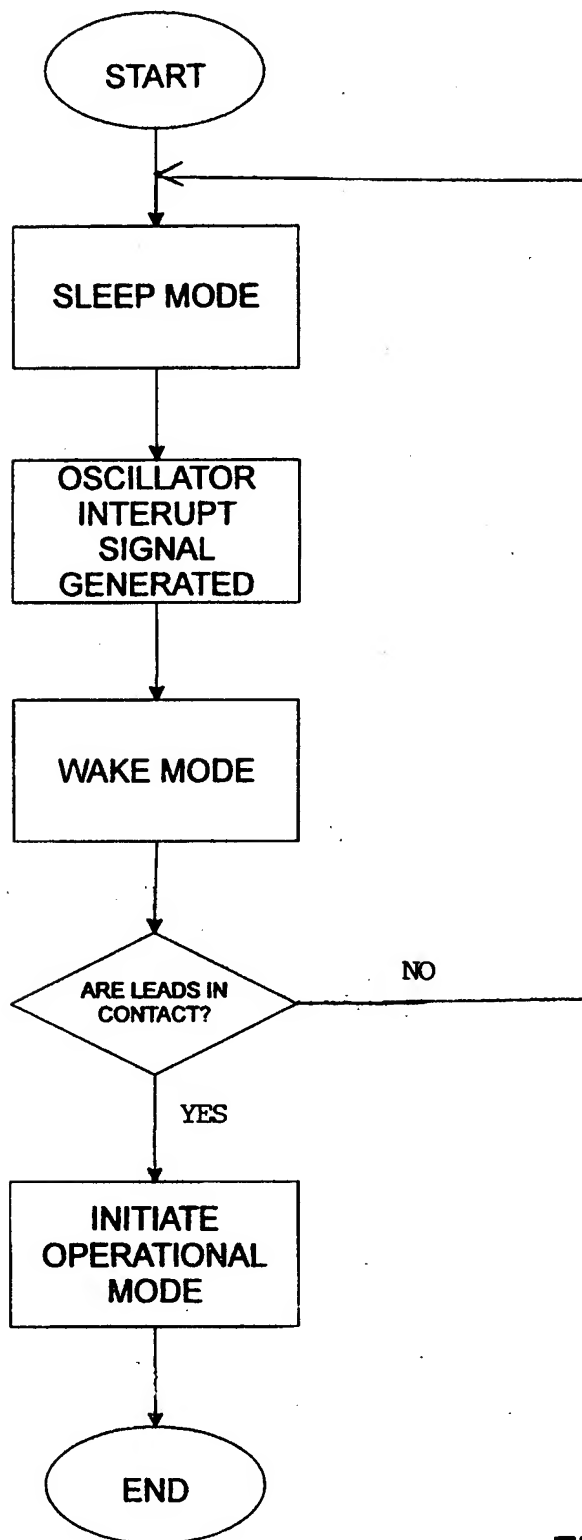 START
SLEEP MODE
OSCILLATOR
INTERUPT
SIGNAL
GENERATED
WAKE MODE
ARE LEADS IN
CONTACT?
NO
YES
INITIATE
OPERATIONAL
MODE
END